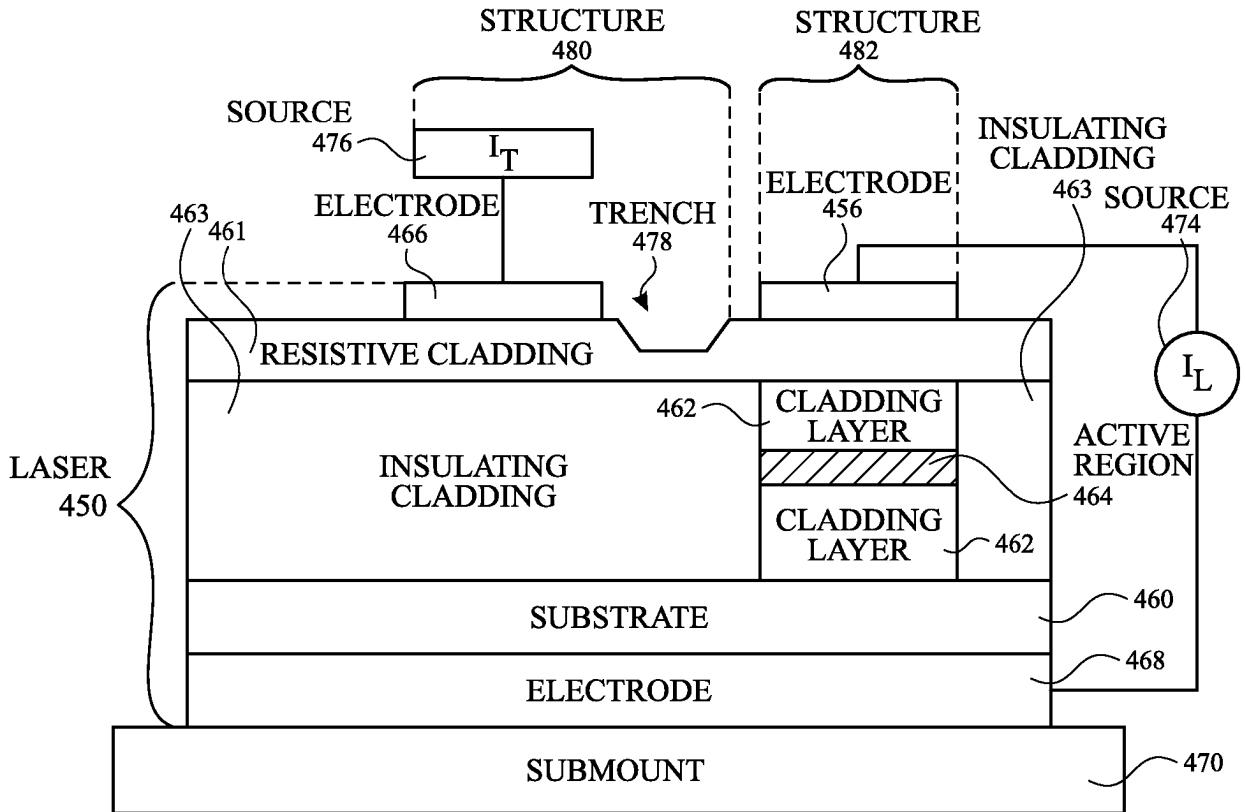 STRUCTURE
480
STRUCTURE
482
SOURCE
476
I_T
INSULATING
CLADDING
463
ELECTRODE
466
TRENCH
478
ELECTRODE
456
SOURCE
474
463
461
RESISTIVE CLADDING
I_L
462
CLADDING
LAYER
ACTIVE
REGION
464
LASER
450
INSULATING
CLADDING
CLADDING
LAYER
462
SUBSTRATE
460
ELECTRODE
468
SUBMOUNT
470